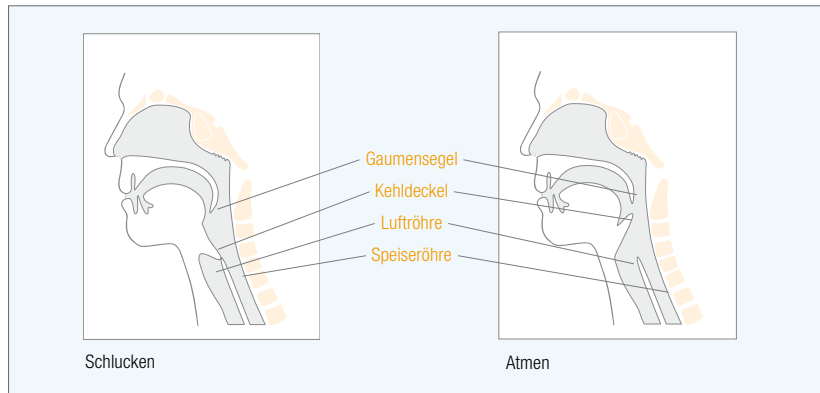 Gaumensegel
Kehldeckel
Luftröhre
Speiseröhre
Schlucken
Atmen